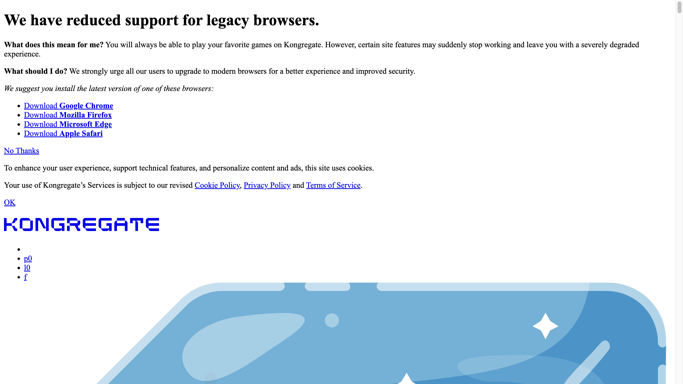 We have reduced support for legacy browsers.
What does this mean for me? You will always be able to play your favorite games on Kongregate. However, certain site features may suddenly stop working and leave you with a severely degraded
experience.
What should I do? We strongly urge all our users to upgrade to modern browsers for a better experience and improved security.
We suggest you install the latest version of one of these browsers:
Download Google Chrome
Download Mozilla Firefox
Download Microsoft Edge
Download Apple Safari
No Thanks
To enhance your user experience, support technical features, and personalize content and ads, this site uses cookies.
Your use of Kongregate’s Services is subject to our revised Cookie Policy, Privacy Policy and Terms of Service.
OK
KONGREGATE
p0
l0
f